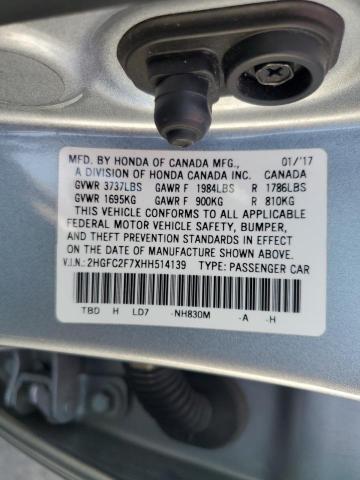 MFD. BY HONDA OF CANADA MFG., 01/'17
A DIVISION OF HONDA CANADA INC. CANADA
GVWR 3737LBS GAWR F 1984LBS R 1786LBS
GVWR 1695KG GAWR F 900KG R 810KG
THIS VEHICLE CONFORMS TO ALL APPLICABLE
FEDERAL MOTOR VEHICLE SAFETY, BUMPER,
AND THEFT PREVENTION STANDARDS IN EFFECT
ON THE DATE OF MANUFACTURE SHOWN ABOVE.
V.I.N.: 2HGFC2F7XHH514139 TYPE: PASSENGER CAR
TBD H LD7 -NH830M -A -H